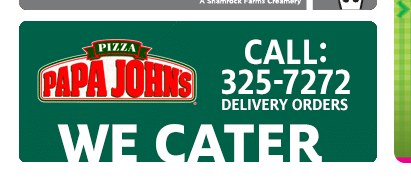 A Shamrock Farms Creamery
PIZZA
PAPA JOHNS
CALL:
325-7272
DELIVERY ORDERS
WE CATER